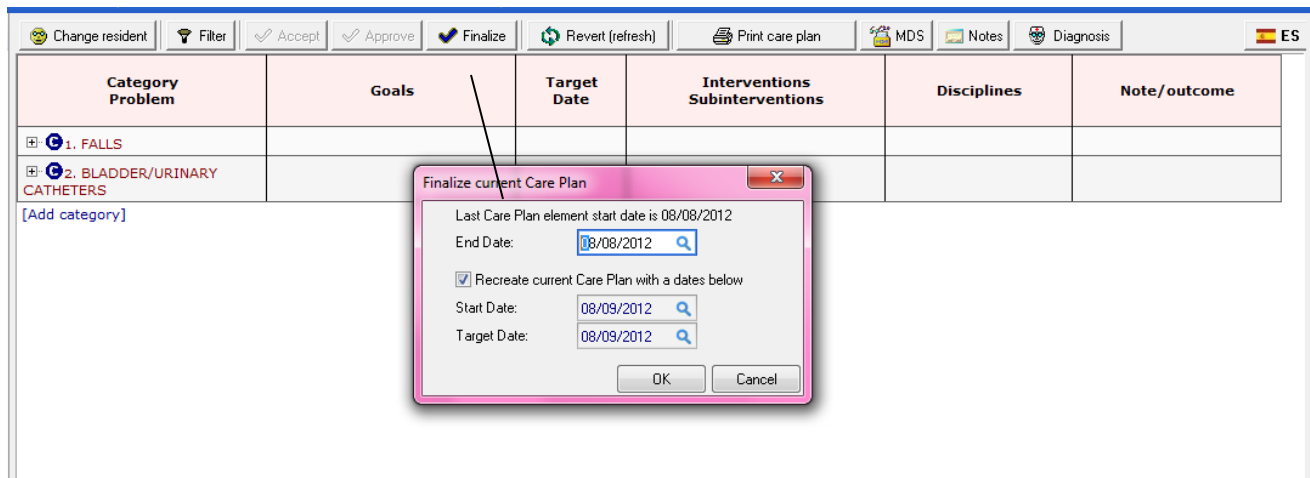 Change resident Filter Accept Approve Finalize Revert (refresh) Print care plan MDS Notes Diagnosis ES
Category
Problem
Goals
Target
Date
Interventions
Subinterventions
Disciplines
Note/outcome
C 1. FALLS
C 2. BLADDER/URINARY
CATHETERS
[Add category]
Finalize current Care Plan
Last Care Plan element start date is 08/08/2012
End Date: 08/08/2012
Recreate current Care Plan with a dates below
Start Date: 08/09/2012
Target Date: 08/09/2012
OK Cancel